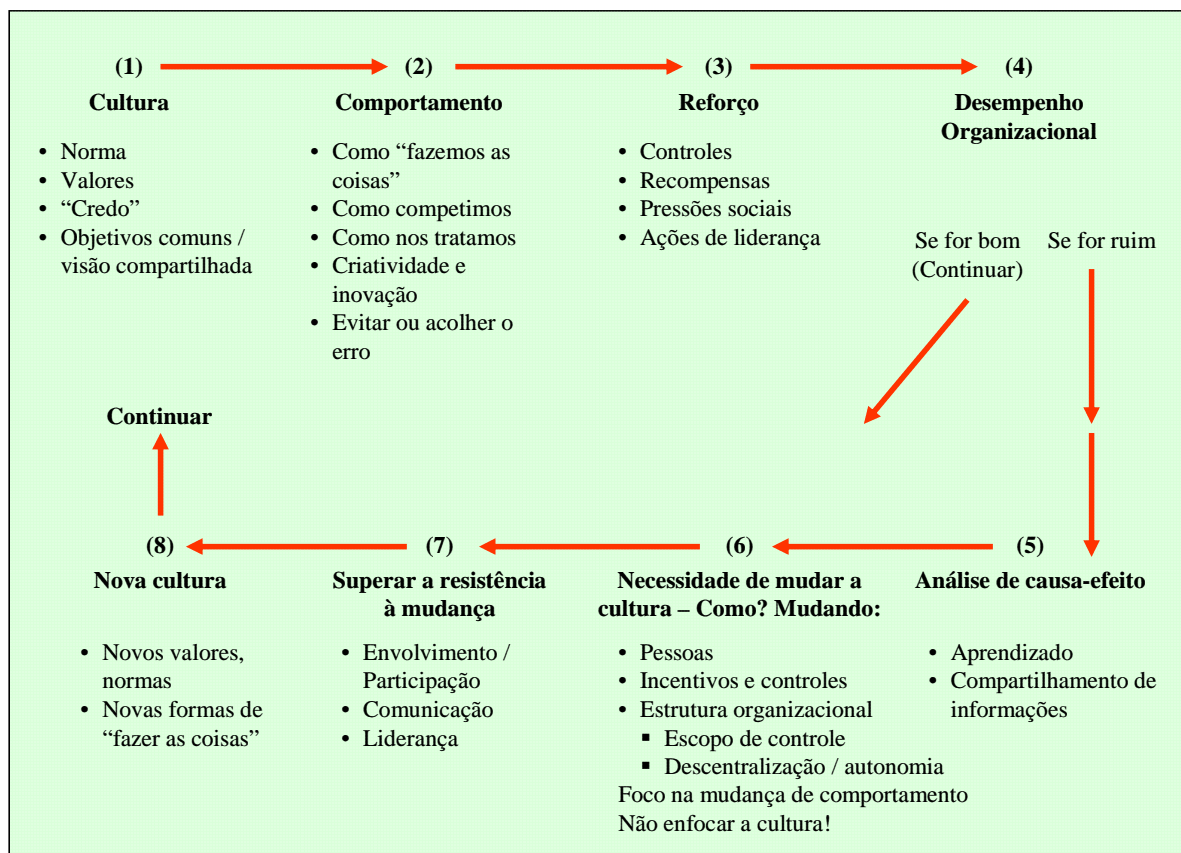 (1)
Cultura
• Norma
• Valores
• “Credo”
• Objetivos comuns /
visão compartilhada
(2)
Comportamento
• Como “fazemos as
coisas”
• Como competimos
• Como nos tratamos
• Criatividade e
inovação
• Evitar ou acolher o
erro
(3)
Reforço
• Controles
• Recompensas
• Pressões sociais
• Ações de liderança
(4)
Desempenho
Organizacional
Se for bom
(Continuar)
Se for ruim
(5)
Análise de causa-efeito
• Aprendizado
• Compartilhamento de
informações
(6)
Necessidade de mudar a
cultura – Como? Mudando:
• Pessoas
• Incentivos e controles
• Estrutura organizacional
▪ Escopo de controle
▪ Descentralização / autonomia
Foco na mudança de comportamento
Não enfocar a cultura!
(7)
Superar a resistência
à mudança
• Envolvimento /
Participação
• Comunicação
• Liderança
(8)
Nova cultura
• Novos valores,
normas
• Novas formas de
“fazer as coisas”
Continuar